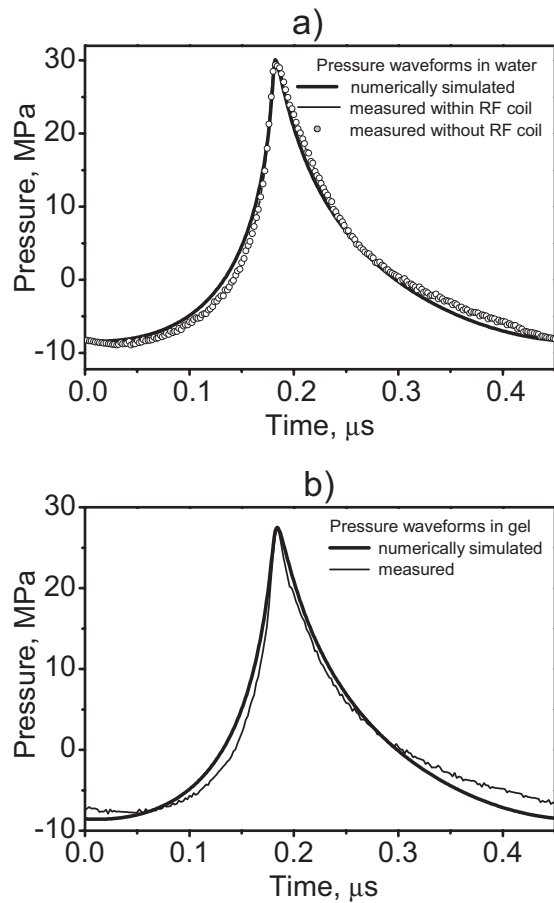 a)
Pressure waveforms in water
numerically simulated
measured within RF coil
measured without RF coil
30
20
10
0
-10
Pressure, MPa
0.0 0.1 0.2 0.3 0.4
Time, μs
b)
Pressure waveforms in gel
numerically simulated
measured
30
20
10
0
-10
Pressure, MPa
0.0 0.1 0.2 0.3 0.4
Time, μs